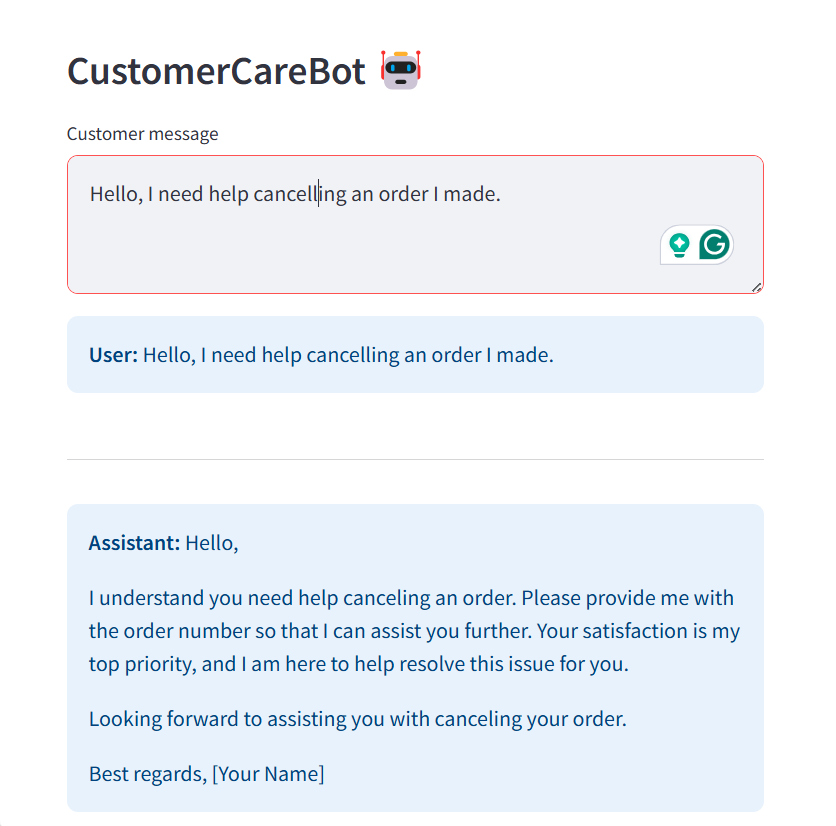 CustomerCareBot
Customer message
Hello, I need help cancelling an order I made.
User: Hello, I need help cancelling an order I made.
Assistant: Hello,
I understand you need help canceling an order. Please provide me with
the order number so that I can assist you further. Your satisfaction is my
top priority, and I am here to help resolve this issue for you.
Looking forward to assisting you with canceling your order.
Best regards, [Your Name]